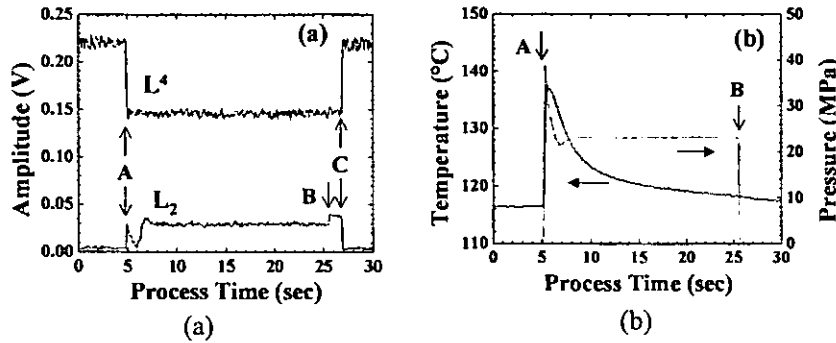 (a)
Amplitude (V)
0.25
0.20
0.15
0.10
0.05
0.00
L⁴
A
C
B
L₂
0 5 10 15 20 25 30
Process Time (sec)
(a)
(b)
Temperature (°C)
150
140
130
120
110
A
B
50
40
30
20
10
0
Pressure (MPa)
0 5 10 15 20 25 30
Process Time (sec)
(b)